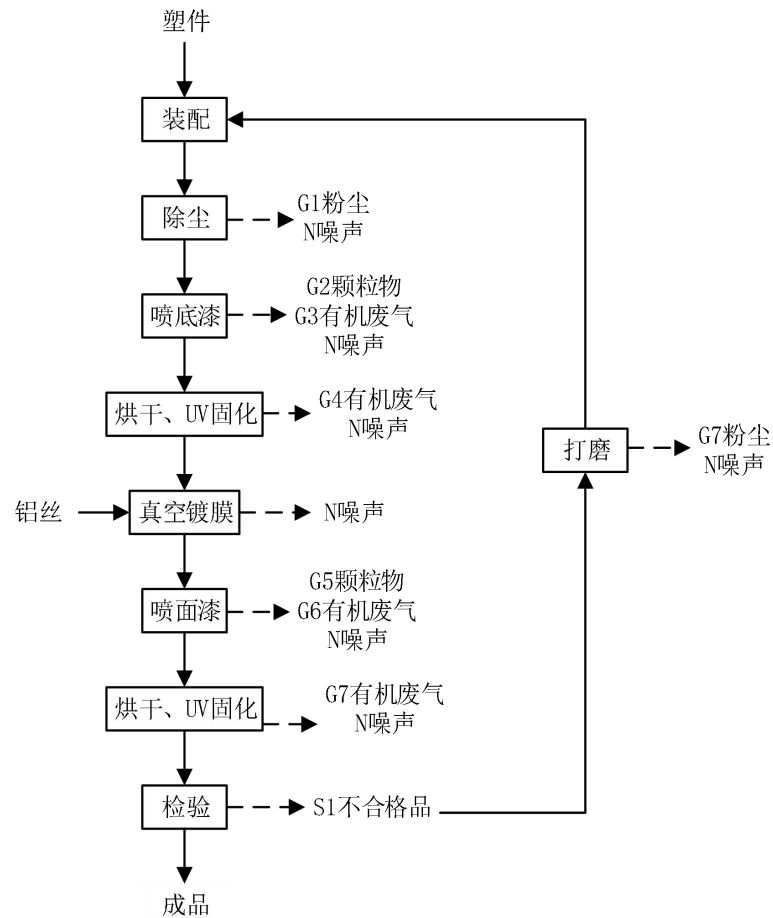 塑件
装配
除尘
G1粉尘
N噪声
喷底漆
G2颗粒物
G3有机废气
N噪声
烘干、UV固化
G4有机废气
N噪声
打磨
G7粉尘
N噪声
铝丝
真空镀膜
N噪声
喷面漆
G5颗粒物
G6有机废气
N噪声
烘干、UV固化
G7有机废气
N噪声
检验
S1不合格品
成品